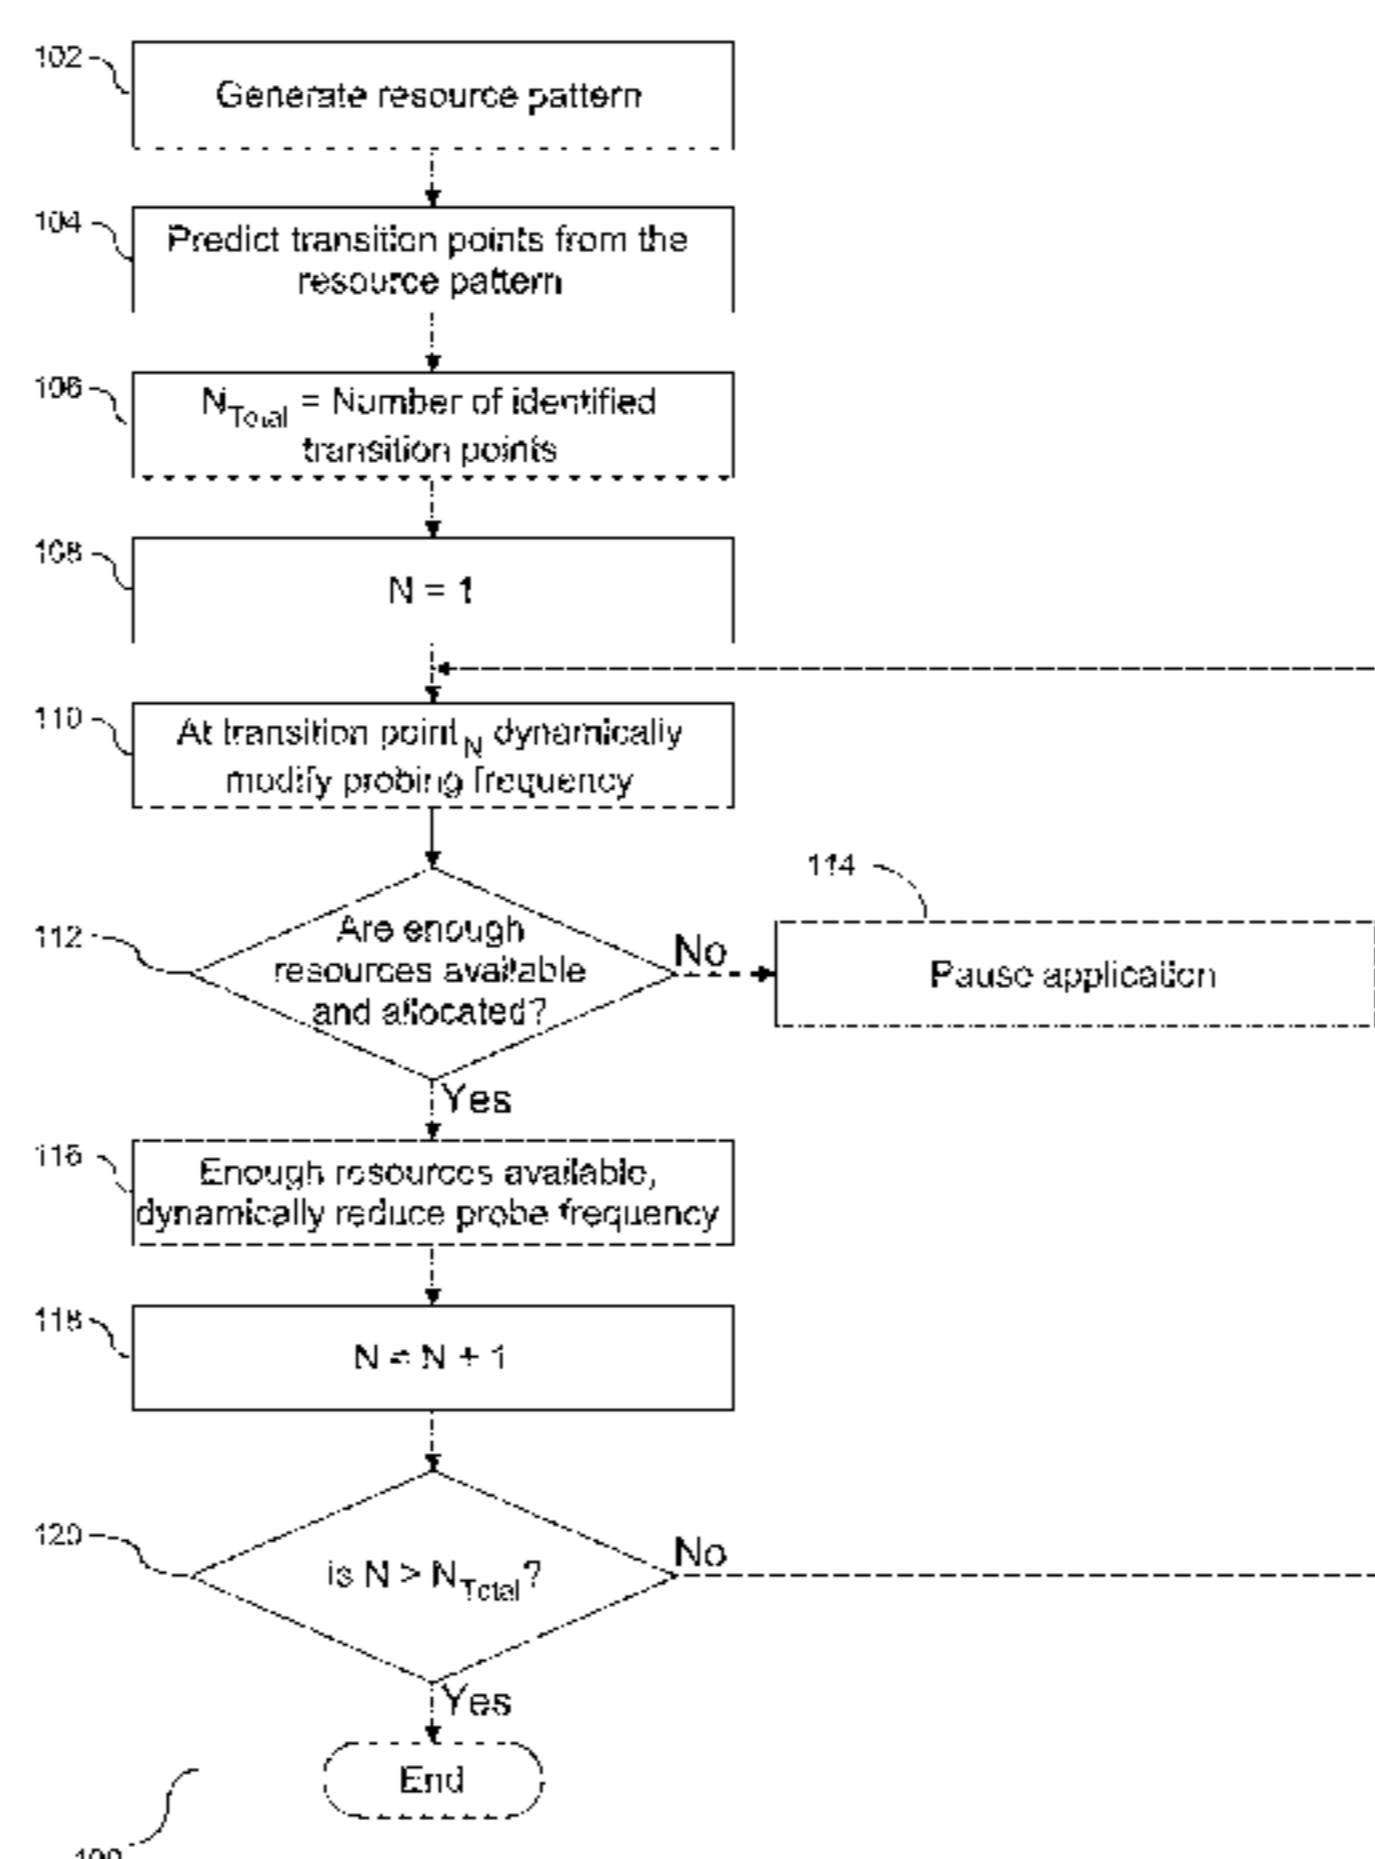 102
Generate resource pattern
104
Predict transition points from the
resource pattern
106
NTotal = Number of identified
transition points
108
N = 1
110
At transition pointN dynamically
modify probing frequency
112
Are enough
resources available
and allocated?
No
114
Pause application
Yes
116
Enough resources available,
dynamically reduce probe frequency
118
N = N + 1
120
is N > NTotal?
No
Yes
End